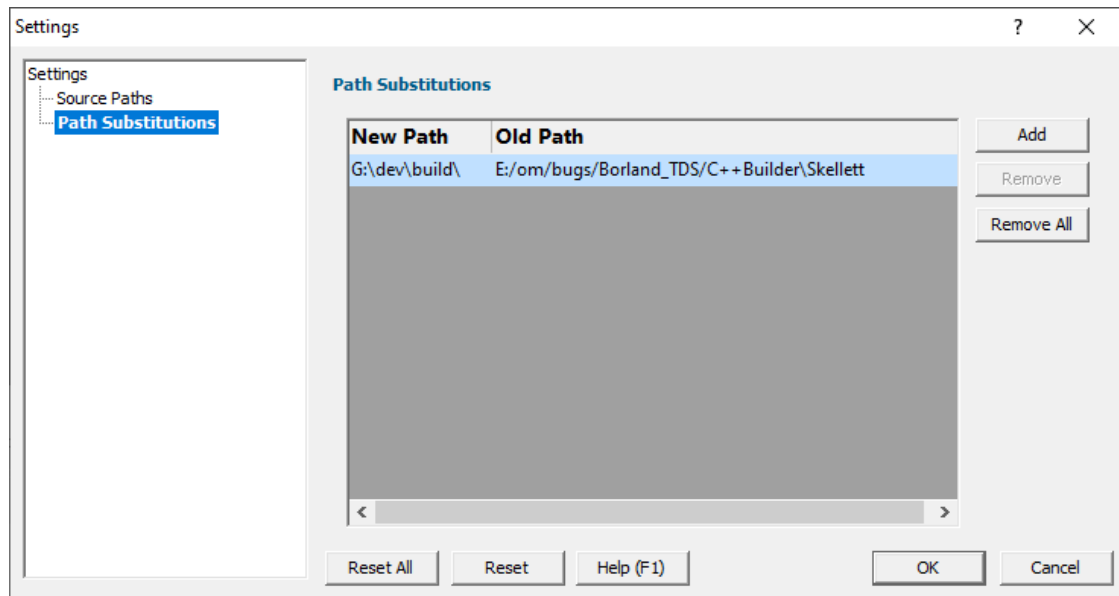 Settings
?
Settings
Source Paths
Path Substitutions
Path Substitutions
New Path Old Path
G:\dev\build\ E:/om/bugs/Borland_TDS/C++Builder\Skellett
Add
Remove
Remove All
Reset All Reset Help (F1) OK Cancel